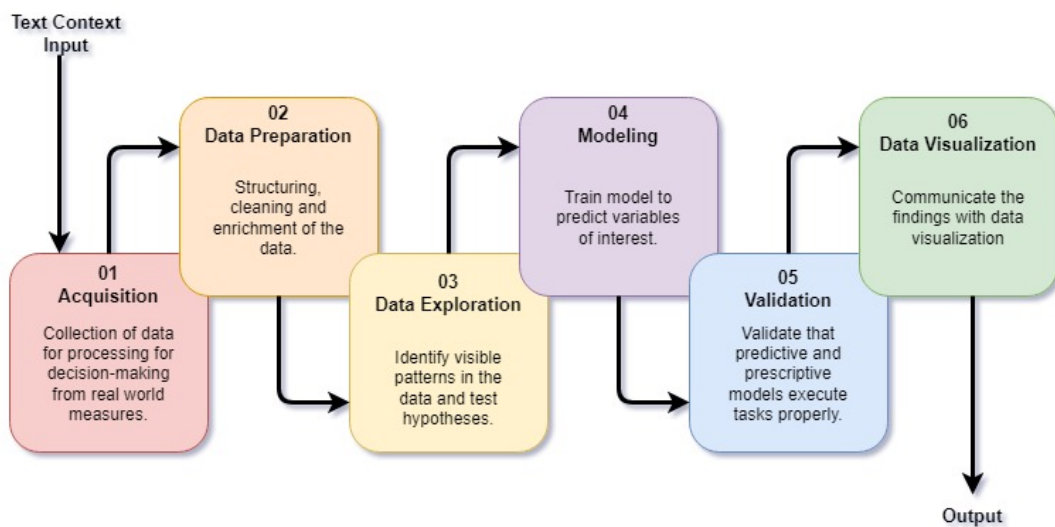 Text Context
Input
01
Acquisition
Collection of data
for processing for
decision-making
from real world
measures.
02
Data Preparation
Structuring,
cleaning and
enrichment of the
data.
03
Data Exploration
Identify visible
patterns in the
data and test
hypotheses.
04
Modeling
Train model to
predict variables
of interest.
05
Validation
Validate that
predictive and
prescriptive
models execute
tasks properly.
06
Data Visualization
Communicate the
findings with data
visualization
Output